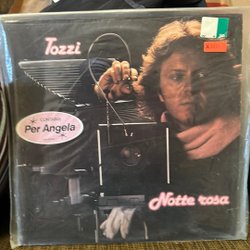 Tozzi
CONTIENE
Per Angela
Notte rosa